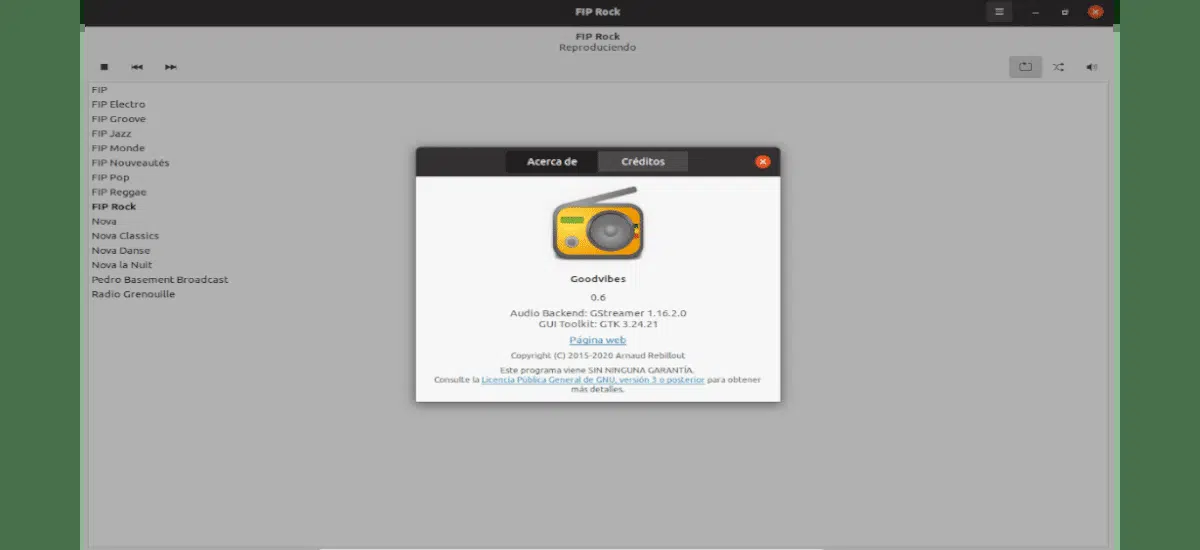 FIP Rock
FIP Rock
Reproduciendo
FIP
FIP Electro
FIP Groove
FIP Jazz
FIP Monde
FIP Nouveautés
FIP Pop
FIP Reggae
FIP Rock
Nova
Nova Classics
Nova Danse
Nova la Nuit
Pedro Basement Broadcast
Radio Grenouille
Acerca de Créditos
Goodvibes
0.6
Audio Backend: GStreamer 1.16.2.0
GUI Toolkit: GTK 3.24.21
Página web
Copyright (C) 2015-2020 Arnaud Rebillout
Este programa viene SIN NINGUNA GARANTÍA.
Consulte la Licencia Pública General de GNU, versión 3 o posterior para obtener
más detalles.